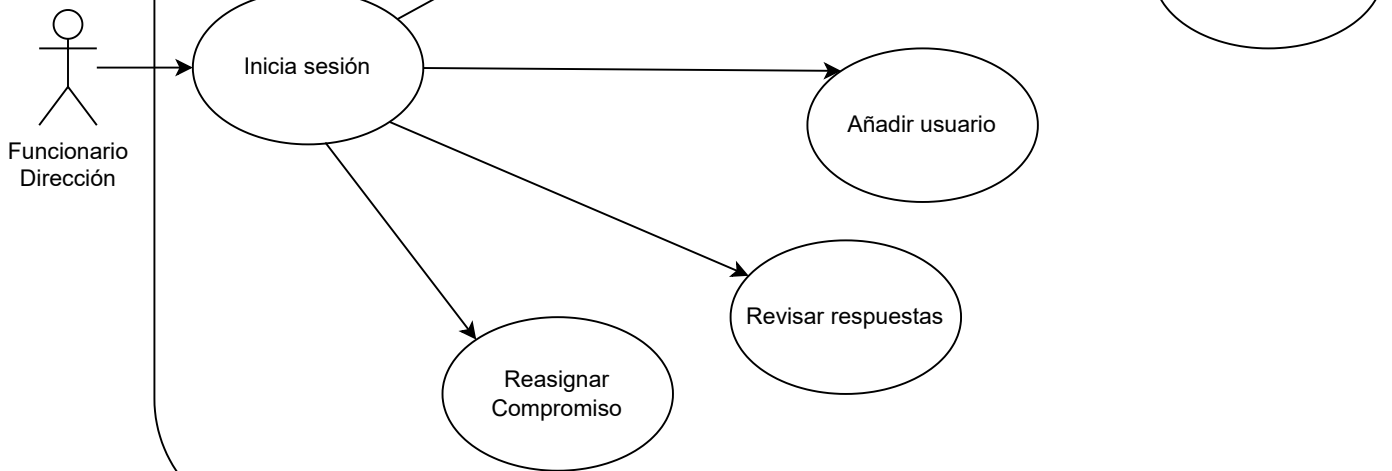 Inicia sesión
Añadir usuario
Funcionario
Dirección
Revisar respuestas
Reasignar
Compromiso